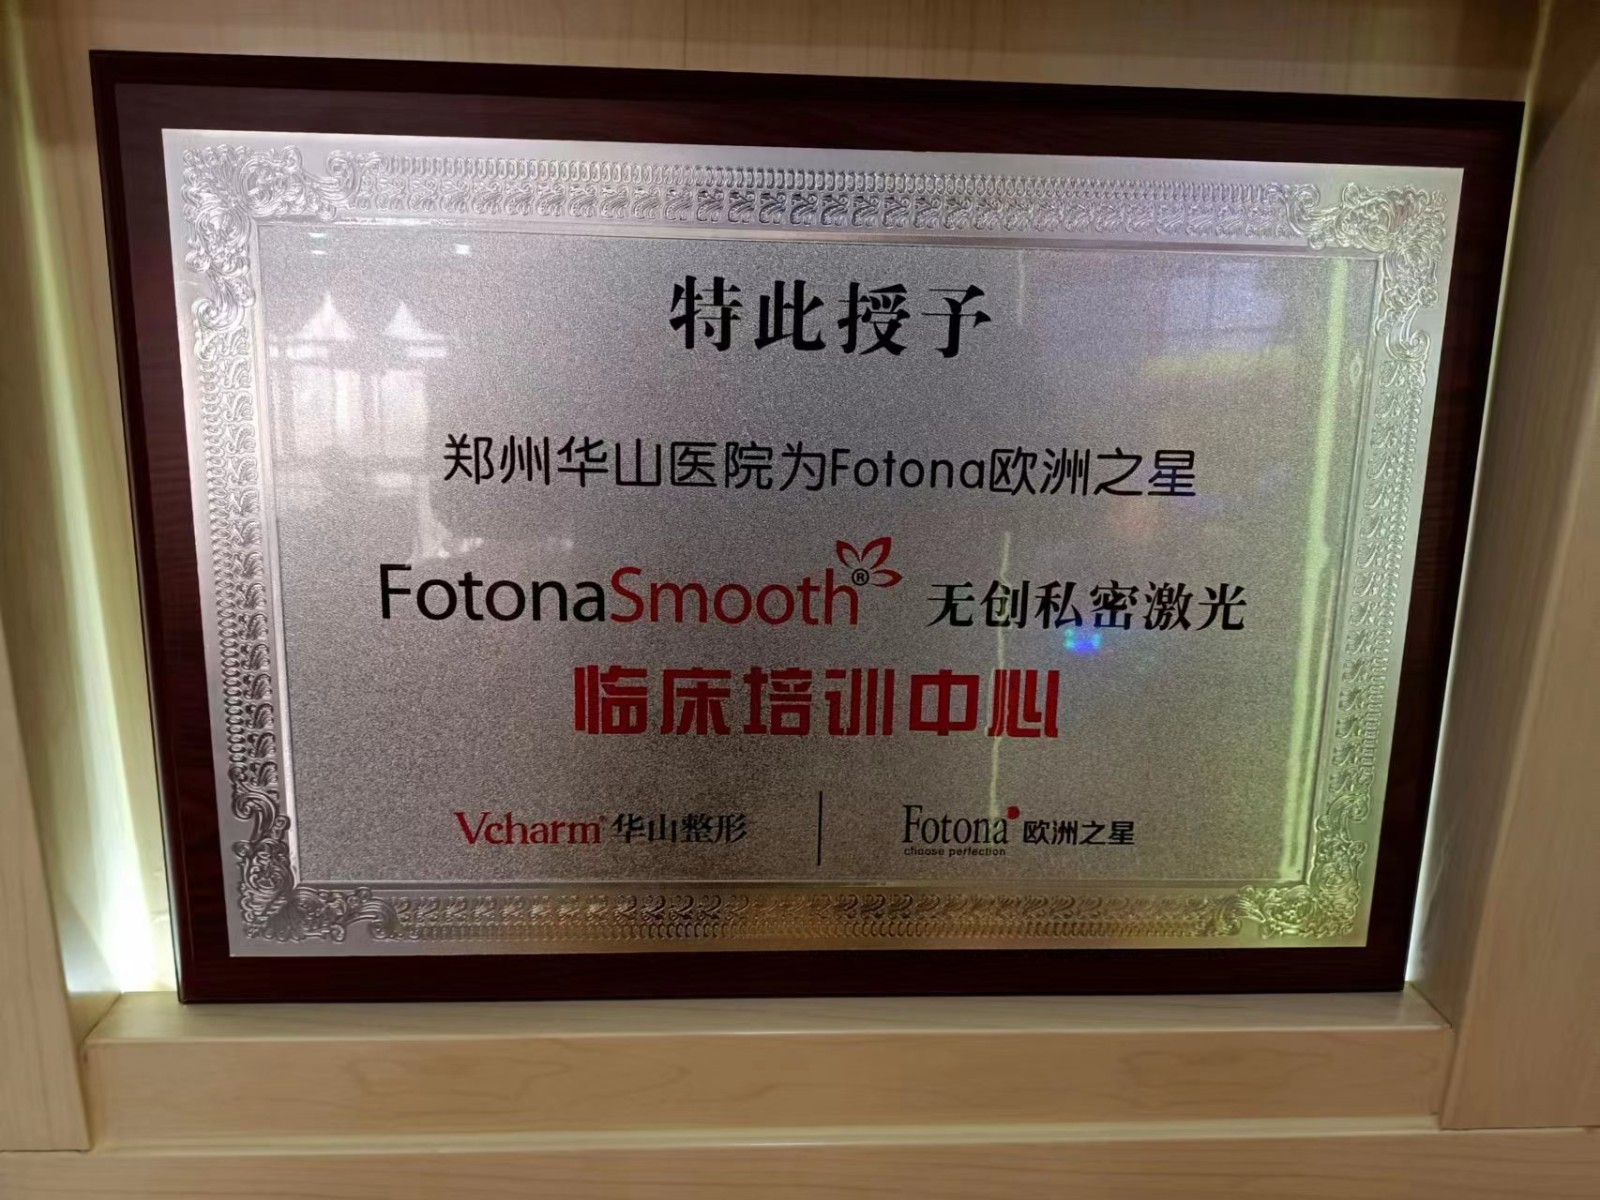 特此授予
郑州华山医院为Fotona欧洲之星
FotonaSmooth® 无创私密激光
临床培训中心
Vcharm 华山整形
Fotona 欧洲之星
choose perfection